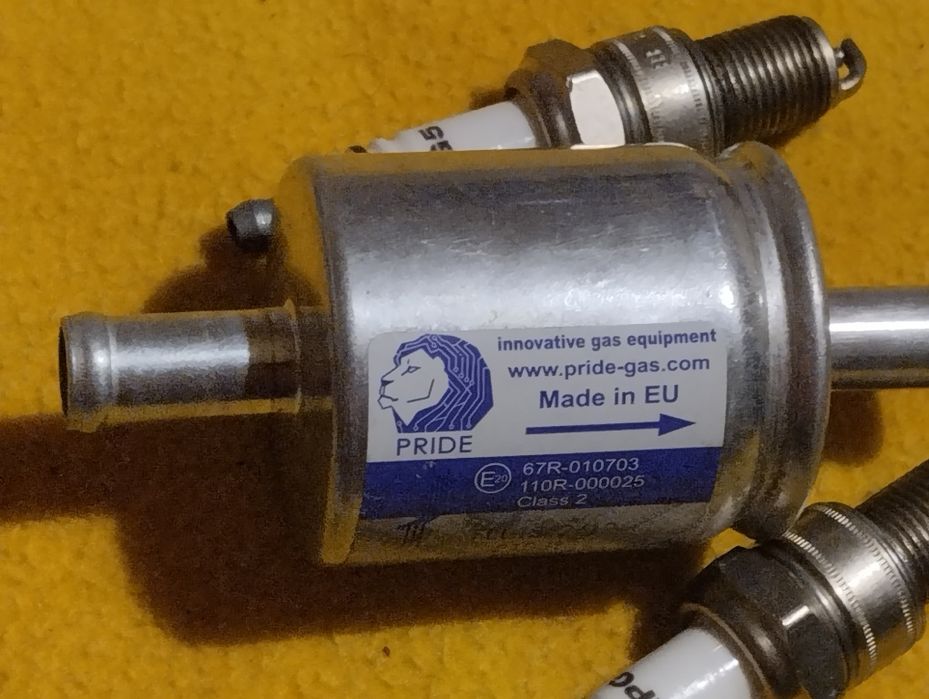 innovative gas equipment
www.pride-gas.com
Made in EU
PRIDE
E20
67R-010703
110R-000025
Class 2